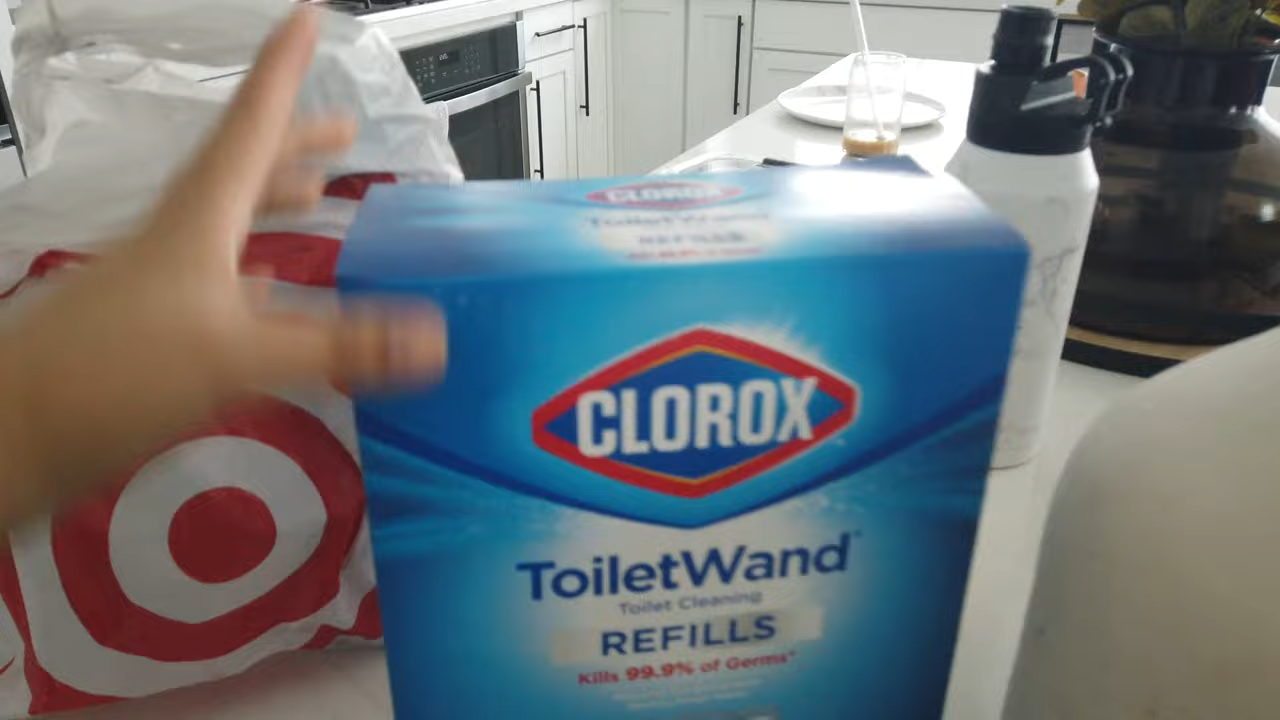 CLOROX
ToiletWand
REFILLS
CLOROX
ToiletWand
Toilet Cleaning
REFILLS
Kills 99.9% of Germs*